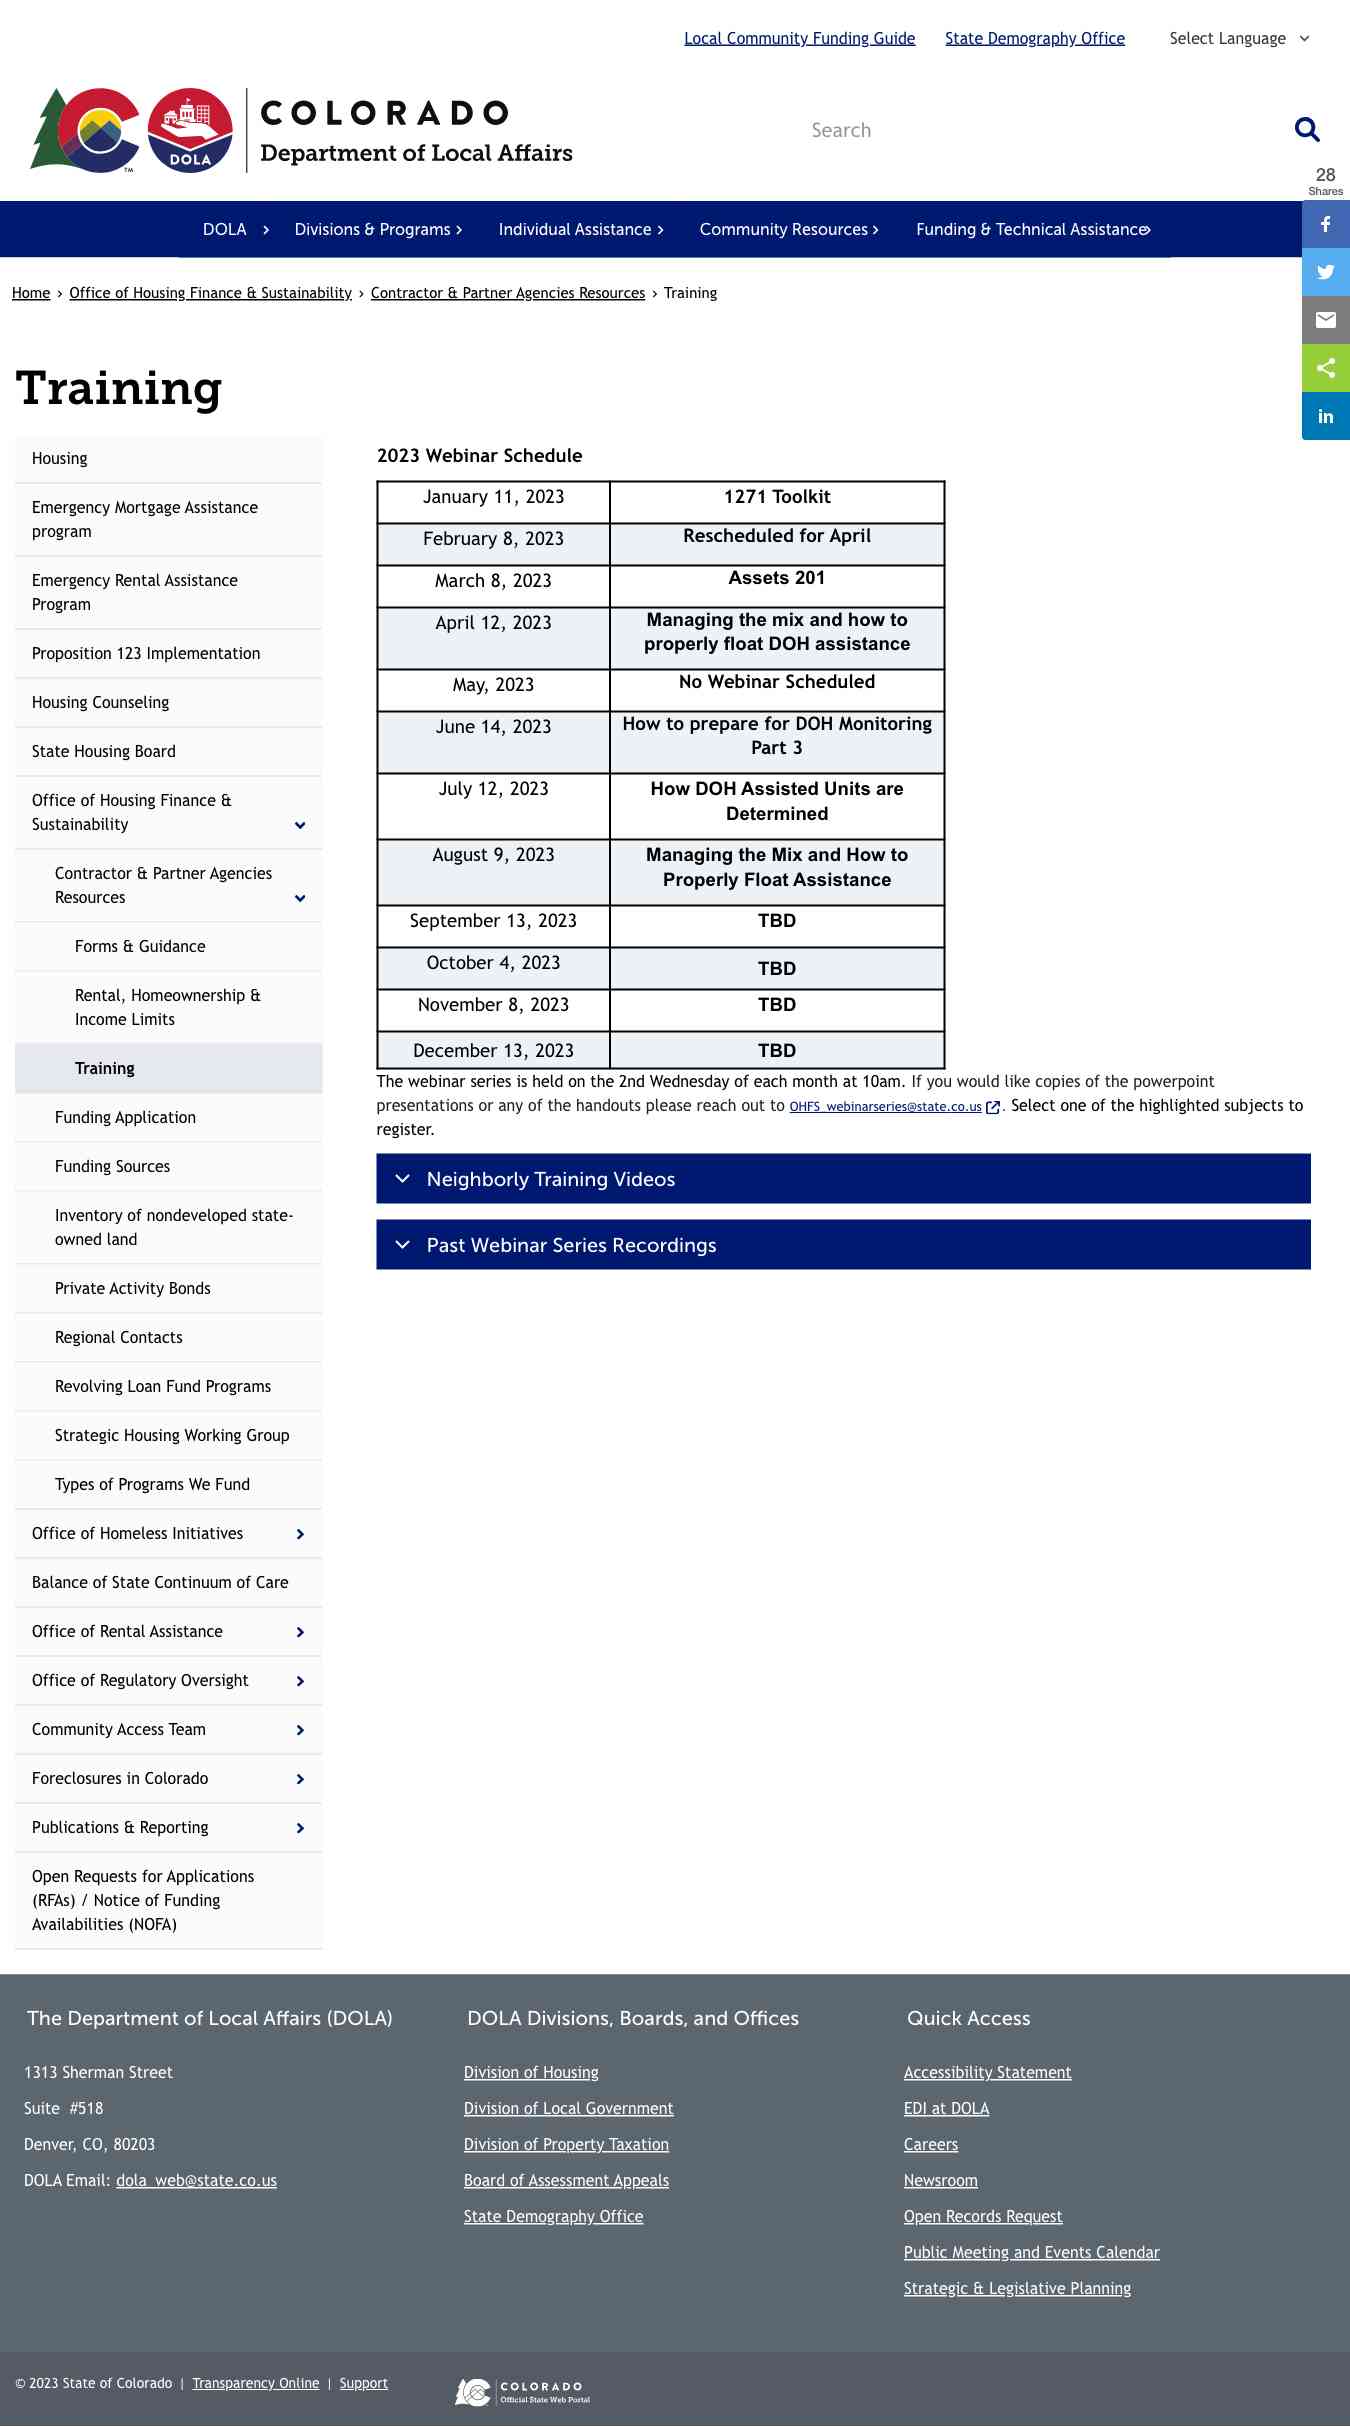 Local Community Funding Guide State Demography Office Select Language
COLORADO
Department of Local Affairs
DOLA
TM
Search
28
Shares
DOLA Divisions & Programs Individual Assistance Community Resources Funding & Technical Assistance
Home › Office of Housing Finance & Sustainability › Contractor & Partner Agencies Resources › Training
Training
Housing
Emergency Mortgage Assistance
program
Emergency Rental Assistance
Program
Proposition 123 Implementation
Housing Counseling
State Housing Board
Office of Housing Finance &
Sustainability
Contractor & Partner Agencies
Resources
Forms & Guidance
Rental, Homeownership &
Income Limits
Training
Funding Application
Funding Sources
Inventory of nondeveloped state-
owned land
Private Activity Bonds
Regional Contacts
Revolving Loan Fund Programs
Strategic Housing Working Group
Types of Programs We Fund
Office of Homeless Initiatives
Balance of State Continuum of Care
Office of Rental Assistance
Office of Regulatory Oversight
Community Access Team
Foreclosures in Colorado
Publications & Reporting
Open Requests for Applications
(RFAs) / Notice of Funding
Availabilities (NOFA)
2023 Webinar Schedule
January 11, 2023 1271 Toolkit
February 8, 2023 Rescheduled for April
March 8, 2023 Assets 201
April 12, 2023 Managing the mix and how to
properly float DOH assistance
May, 2023 No Webinar Scheduled
June 14, 2023 How to prepare for DOH Monitoring
Part 3
July 12, 2023 How DOH Assisted Units are
Determined
August 9, 2023 Managing the Mix and How to
Properly Float Assistance
September 13, 2023 TBD
October 4, 2023 TBD
November 8, 2023 TBD
December 13, 2023 TBD
The webinar series is held on the 2nd Wednesday of each month at 10am. If you would like copies of the powerpoint
presentations or any of the handouts please reach out to OHFS_webinarseries@state.co.us . Select one of the highlighted subjects to
register.
Neighborly Training Videos
Past Webinar Series Recordings
The Department of Local Affairs (DOLA)
1313 Sherman Street
Suite #518
Denver, CO, 80203
DOLA Email: dola_web@state.co.us
DOLA Divisions, Boards, and Offices
Division of Housing
Division of Local Government
Division of Property Taxation
Board of Assessment Appeals
State Demography Office
Quick Access
Accessibility Statement
EDI at DOLA
Careers
Newsroom
Open Records Request
Public Meeting and Events Calendar
Strategic & Legislative Planning
© 2023 State of Colorado | Transparency Online | Support
COLORADO
Official State Web Portal